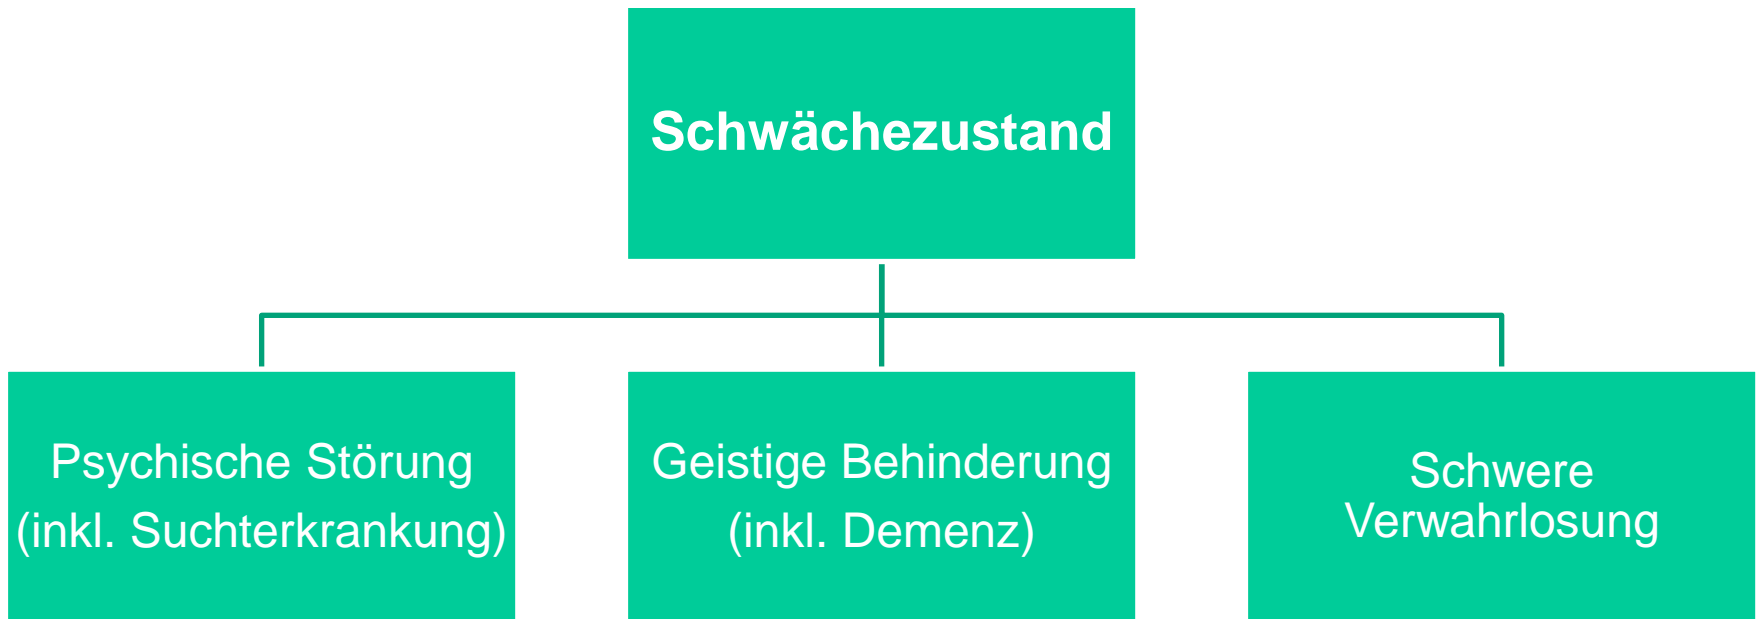 Schwächezustand
Psychische Störung
(inkl. Suchterkrankung)
Geistige Behinderung
(inkl. Demenz)
Schwere
Verwahrlosung